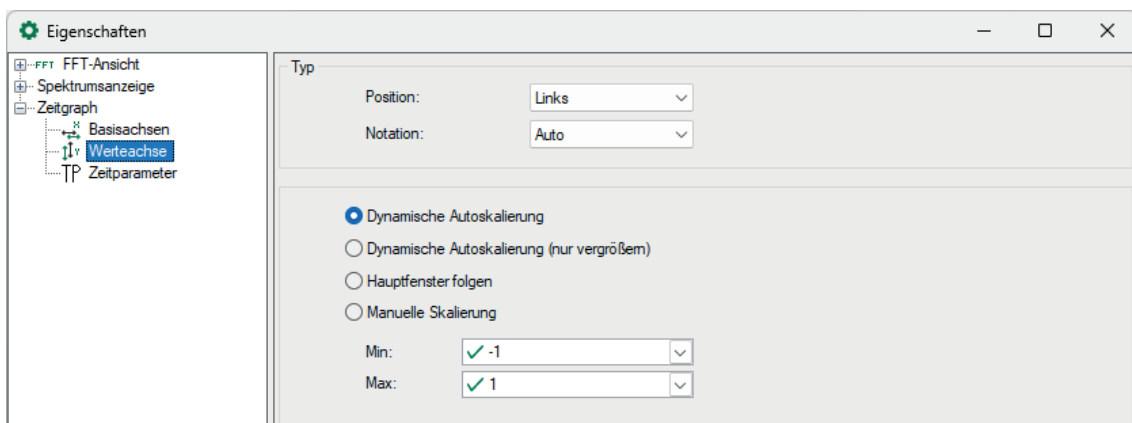 Eigenschaften
FFT FFT-Ansicht
Spektrumsanzeige
Zeitgraph
X Basisachsen
Y Werteachse
TP Zeitparameter
Typ
Position: Links
Notation: Auto
Dynamische Autoskalierung
Dynamische Autoskalierung (nur vergrößern)
Hauptfenster folgen
Manuelle Skalierung
Min: -1
Max: 1